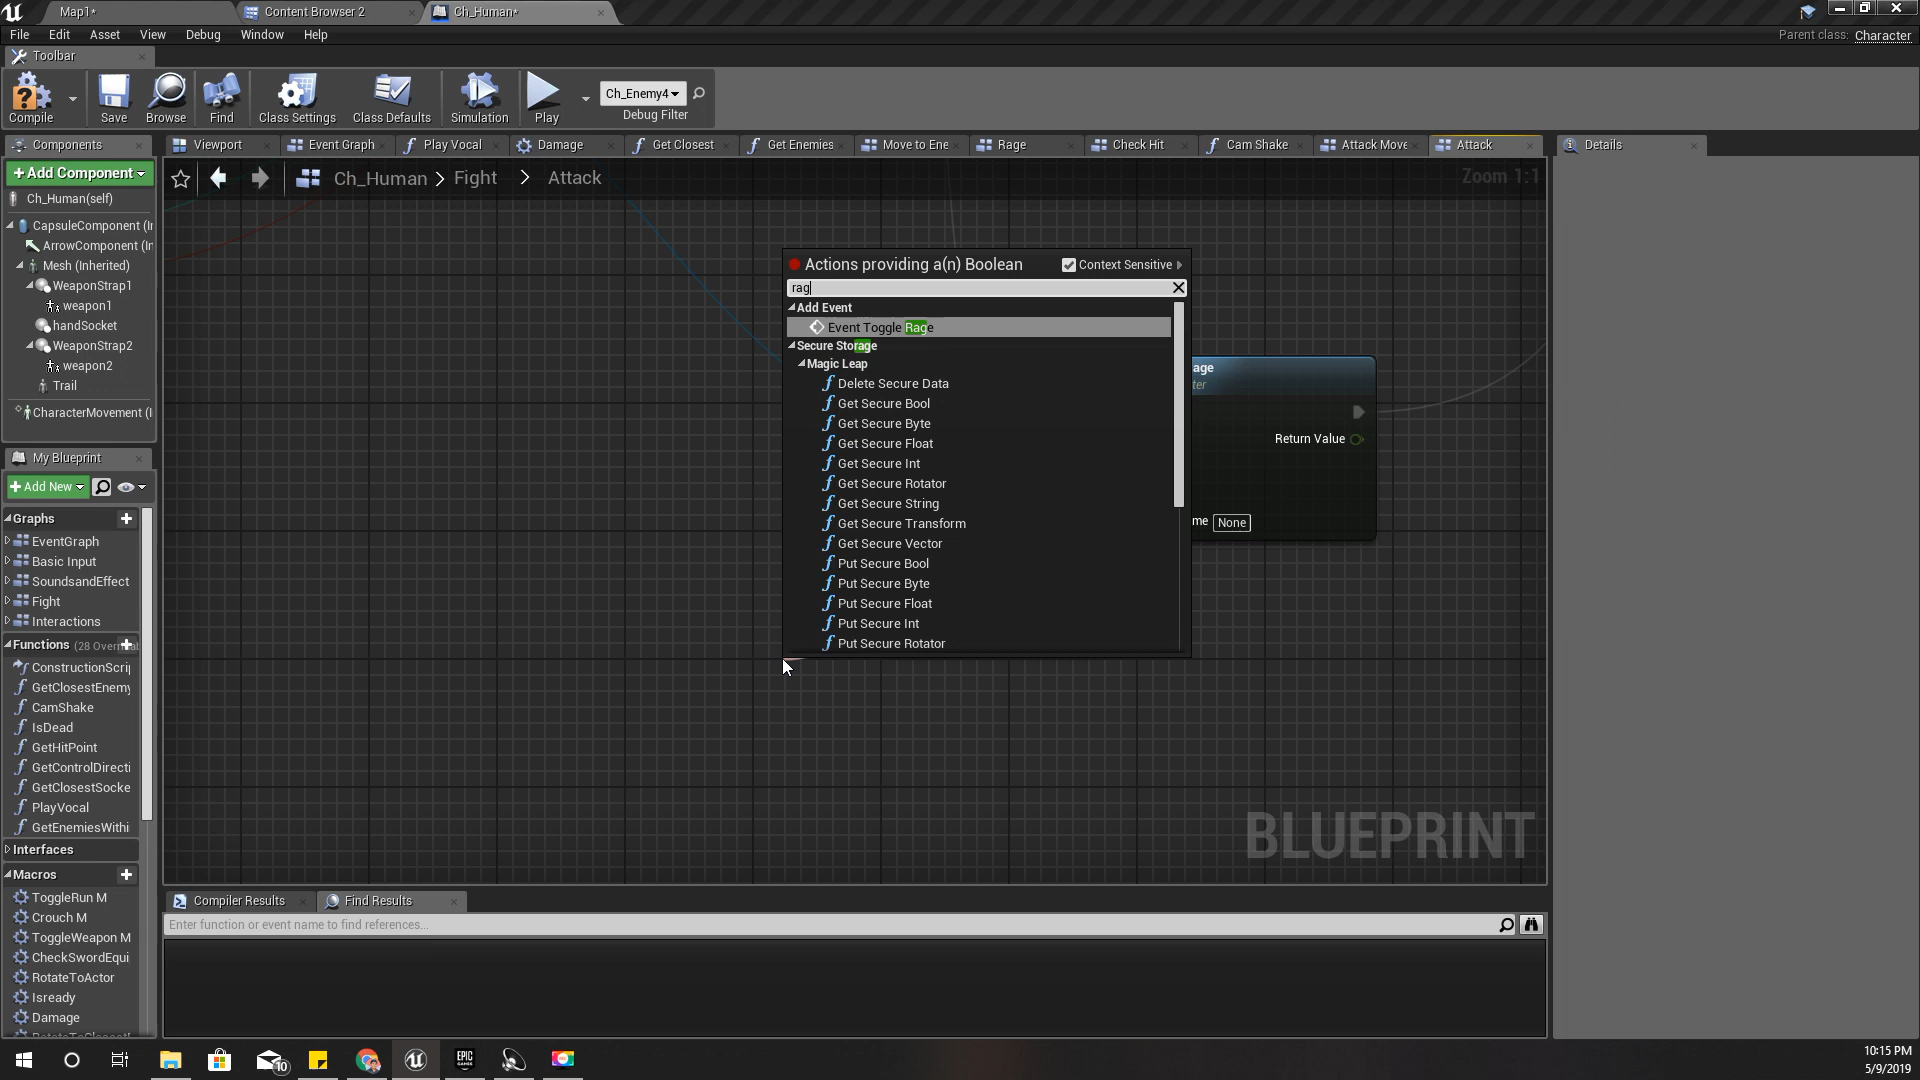 Map1*
Content Browser 2
Ch_Human*
File Edit Asset View Debug Window Help
Parent class: Character
Toolbar
Compile
Save
Browse
Find
Class Settings
Class Defaults
Simulation
Play
Ch_Enemy4
Debug Filter
Components
Viewport
Event Graph
Play Vocal
Damage
Get Closest
Get Enemies
Move to Ene
Rage
Check Hit
Cam Shake
Attack Move
Attack
Details
+Add Component
Ch_Human(self)
CapsuleComponent (Ir
ArrowComponent (Ir
Mesh (Inherited)
WeaponStrap1
weapon1
handSocket
WeaponStrap2
weapon2
Trail
CharacterMovement (I
Ch_Human > Fight > Attack
Zoom 1:1
Actions providing a(n) Boolean
Context Sensitive
rag
Add Event
Event Toggle Rage
Secure Storage
Magic Leap
Delete Secure Data
Get Secure Bool
Get Secure Byte
Get Secure Float
Get Secure Int
Get Secure Rotator
Get Secure String
Get Secure Transform
Get Secure Vector
Put Secure Bool
Put Secure Byte
Put Secure Float
Put Secure Int
Put Secure Rotator
age
ter
Return Value
me None
BLUEPRINT
My Blueprint
+Add New
Graphs
EventGraph
Basic Input
SoundsandEffect
Fight
Interactions
Functions (28 Over
ConstructionScrip
GetClosestEnemy
CamShake
IsDead
GetHitPoint
GetControlDirecti
GetClosestSocke
PlayVocal
GetEnemiesWithi
Interfaces
Macros
ToggleRun M
Crouch M
ToggleWeapon M
CheckSwordEqui
RotateToActor
Isready
Damage
Compiler Results
Find Results
Enter function or event name to find references...
10
EPIC GAMES
10:15 PM
5/9/2019